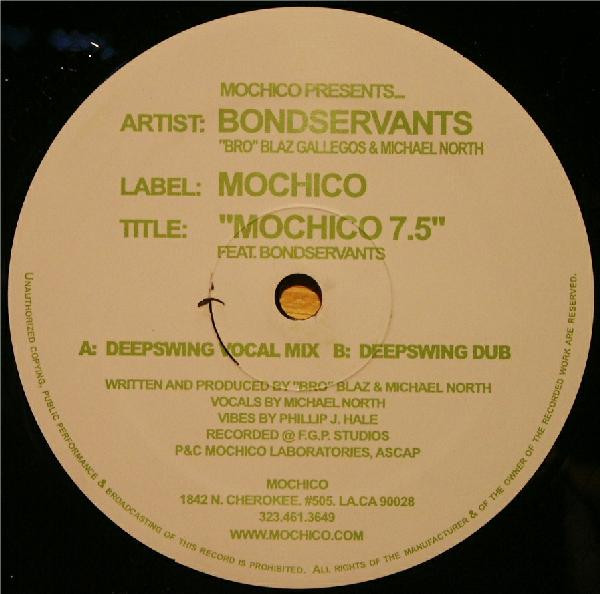 MOCHICO PRESENTS...
ARTIST: BONDSERVANTS
"BRO" BLAZ GALLEGOS & MICHAEL NORTH
LABEL: MOCHICO
TITLE: "MOCHICO 7.5"
FEAT. BONDSERVANTS
A: DEEPSWING VOCAL MIX B: DEEPSWING DUB
WRITTEN AND PRODUCED BY "BRO" BLAZ & MICHAEL NORTH
VOCALS BY MICHAEL NORTH
VIBES BY PHILLIP J. HALE
RECORDED @ F.G.P. STUDIOS
P&C MOCHICO LABORATORIES, ASCAP
MOCHICO
1842 N. CHEROKEE. #505. LA.CA 90028
323.461.3649
WWW.MOCHICO.COM
UNAUTHORIZED COPYING, PUBLIC PERFORMANCE & BROADCASTING OF THIS RECORD IS PROHIBITED. ALL RIGHTS OF THE MANUFACTURER & OF THE OWNER OF THE RECORDED WORK ARE RESERVED.